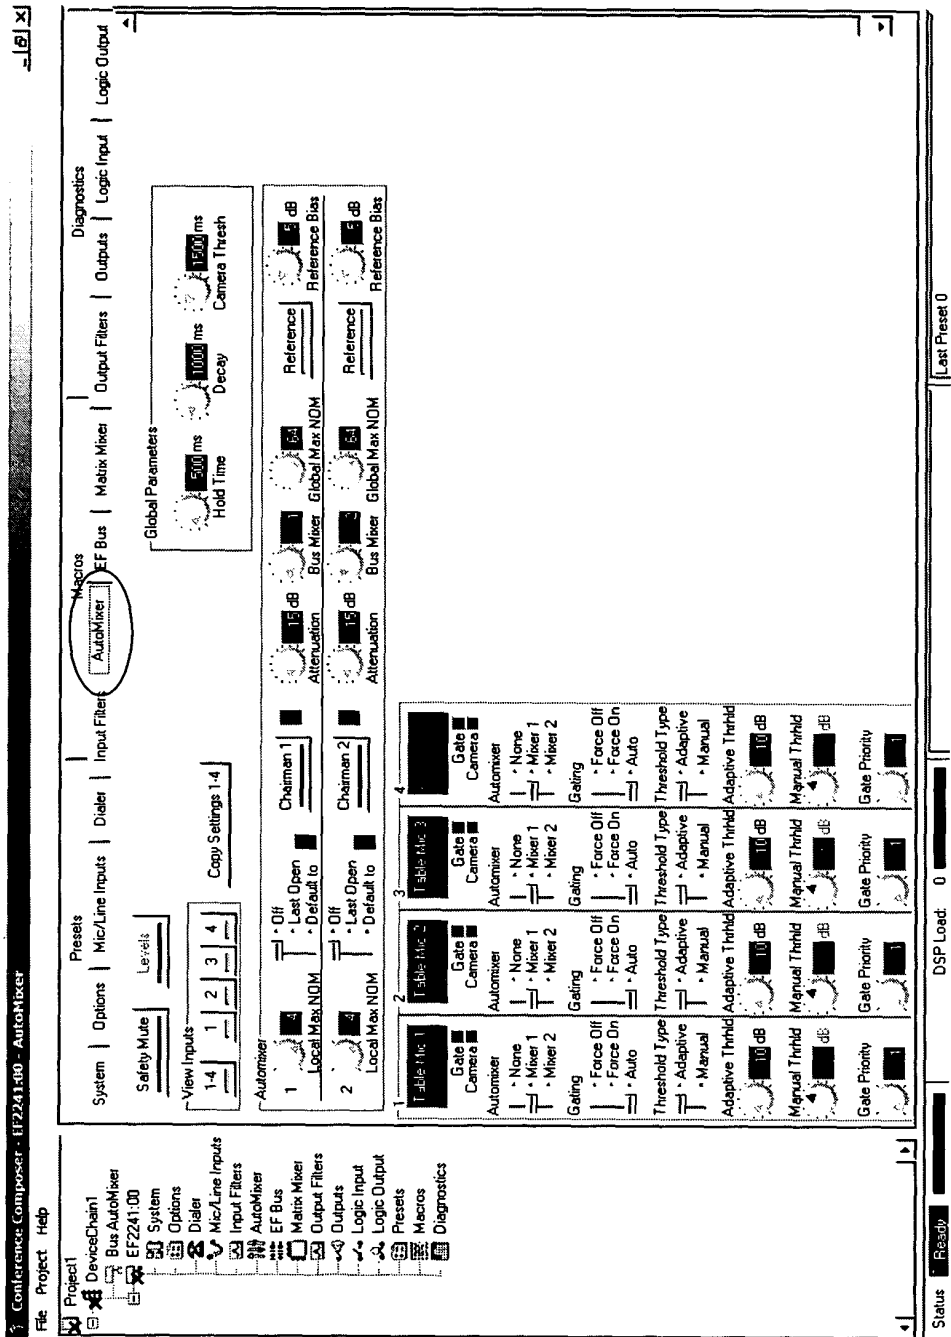 Conference Composer - EF2241:00 - AutoMixer
File Project Help
Project1
DeviceChain1
Bus AutoMixer
EF2241:00
System
Options
Dialer
Mic/Line Inputs
Input Filters
AutoMixer
EF Bus
Matrix Mixer
Output Filters
Outputs
Logic Input
Logic Output
Presets
Macros
Diagnostics
Presets Macros Diagnostics
System Options Mic/Line Inputs Dialer Input Filters AutoMixer EF Bus Matrix Mixer Output Filters Outputs Logic Input Logic Output
Safety Mute Levels
View Inputs
1-4 1 2 3 4
Copy Settings 1-4
Global Parameters
500 ms 1000 ms 1500 ms
Hold Time Decay Camera Thresh
Automixer
1 4 Off Last Open Default to Chairman 1 15 dB 1 64 Reference dB
Local Max NOM Attenuation Bus Mixer Global Max NOM Reference Bias
2 4 Off Last Open Default to Chairman 2 15 dB 64 Reference dB
Local Max NOM Attenuation Bus Mixer Global Max NOM Reference Bias
1 2 3 4
Table Mic 1 Table Mic 2 Table Mic 3
Gate Gate Gate Gate
Camera Camera Camera Camera
Automixer Automixer Automixer Automixer
None None None None
Mixer 1 Mixer 1 Mixer 1 Mixer 1
Mixer 2 Mixer 2 Mixer 2 Mixer 2
Gating Gating Gating Gating
Force Off Force Off Force Off Force Off
Force On Force On Force On Force On
Auto Auto Auto Auto
Threshold Type Threshold Type Threshold Type Threshold Type
Adaptive Adaptive Adaptive Adaptive
Manual Manual Manual Manual
Adaptive Thrhld Adaptive Thrhld Adaptive Thrhld Adaptive Thrhld
10 dB 10 dB 10 dB 10 dB
Manual Thrhld Manual Thrhld Manual Thrhld Manual Thrhld
dB dB dB dB
Gate Priority Gate Priority Gate Priority Gate Priority
1 1 1 1
Status Ready DSP Load: 0 Last Preset 0